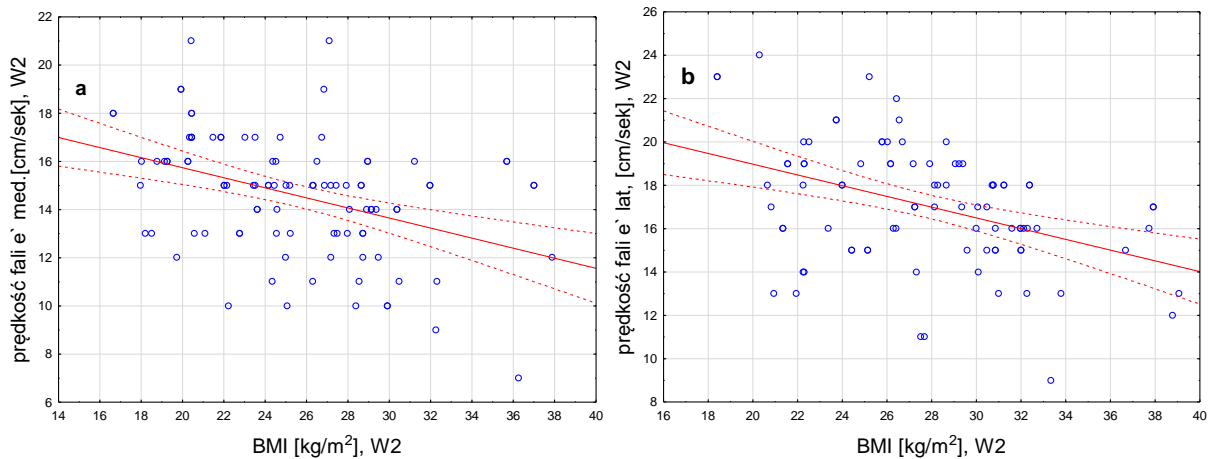 22
20
18
16
14
12
10
8
6
prędkość fali e` med.[cm/sek], W2
a
14 16 18 20 22 24 26 28 30 32 34 36 38 40
BMI [kg/m²], W2
26
24
22
20
18
16
14
12
10
8
prędkość fali e` lat, [cm/sek], W2
b
16 18 20 22 24 26 28 30 32 34 36 38 40
BMI [kg/m²], W2